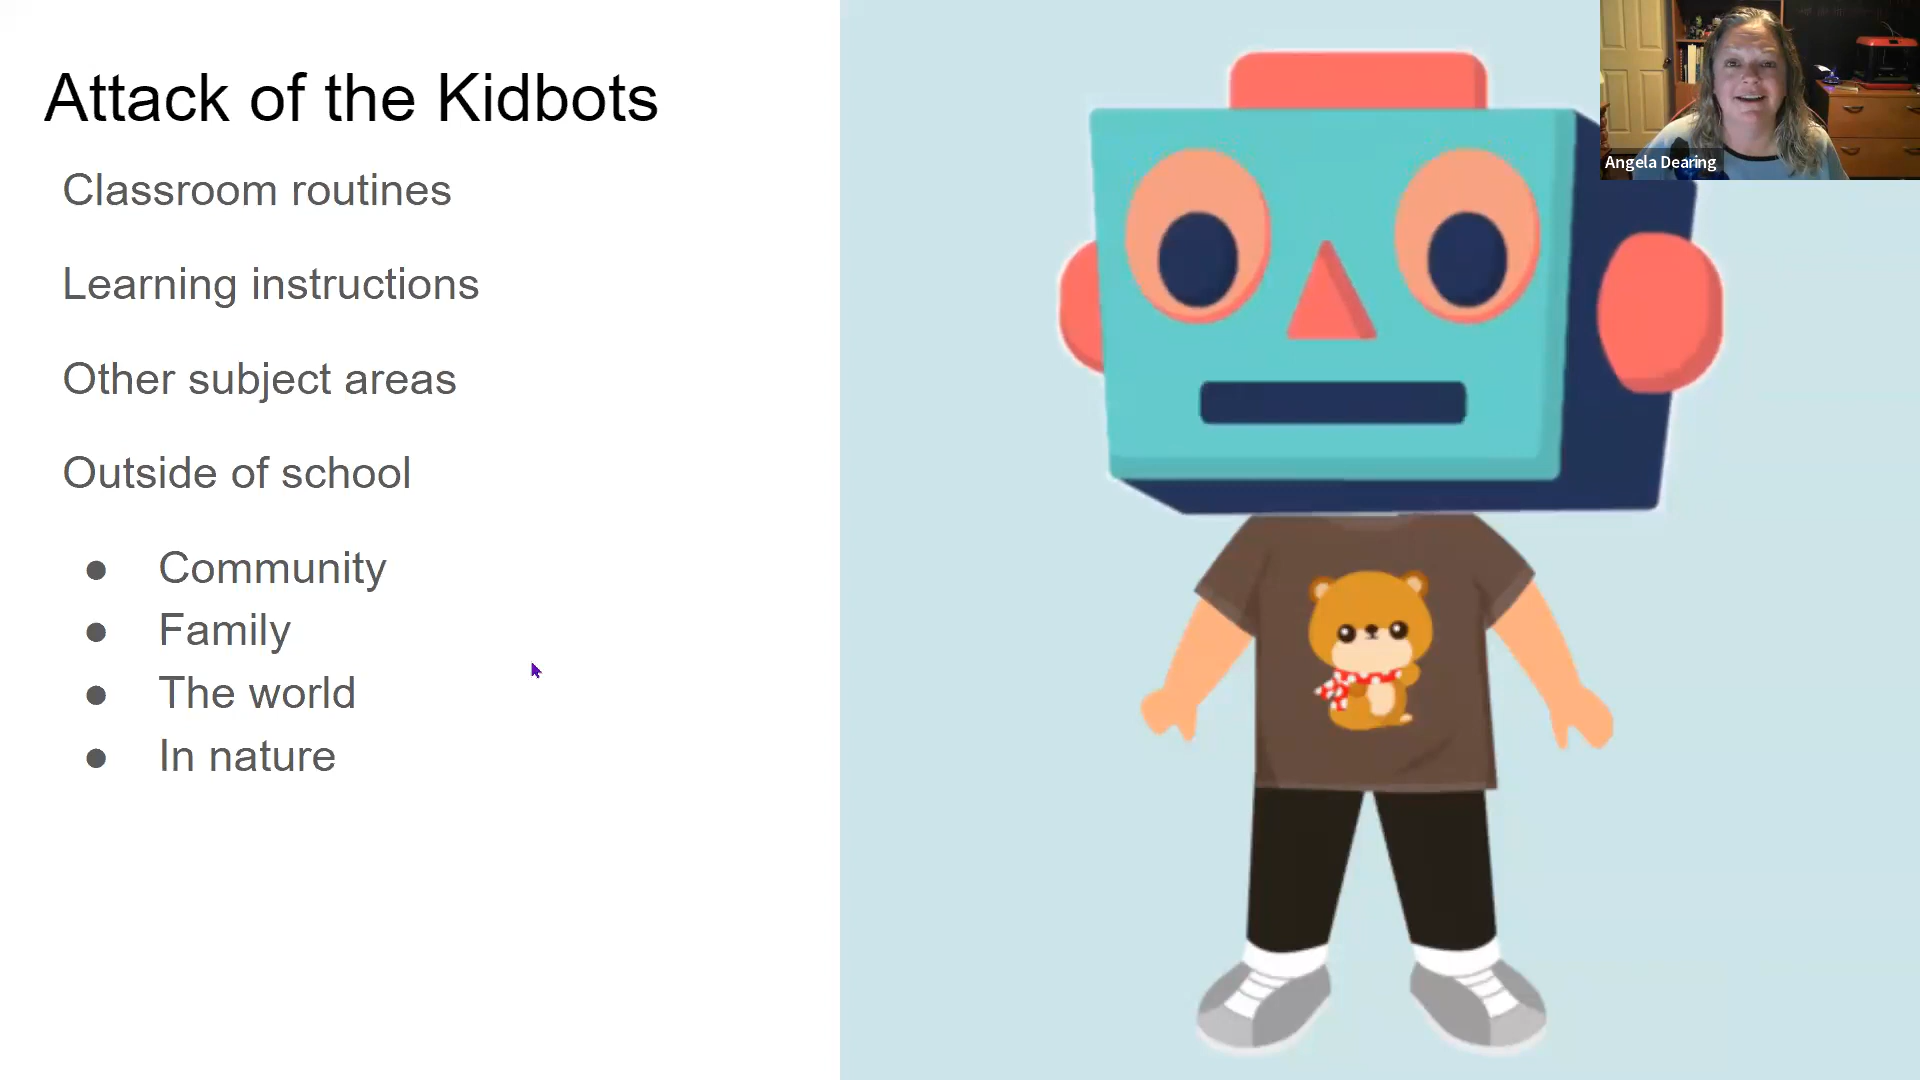 Attack of the Kidbots
Classroom routines
Learning instructions
Other subject areas
Outside of school
● Community
● Family
● The world
● In nature
Angela Dearing